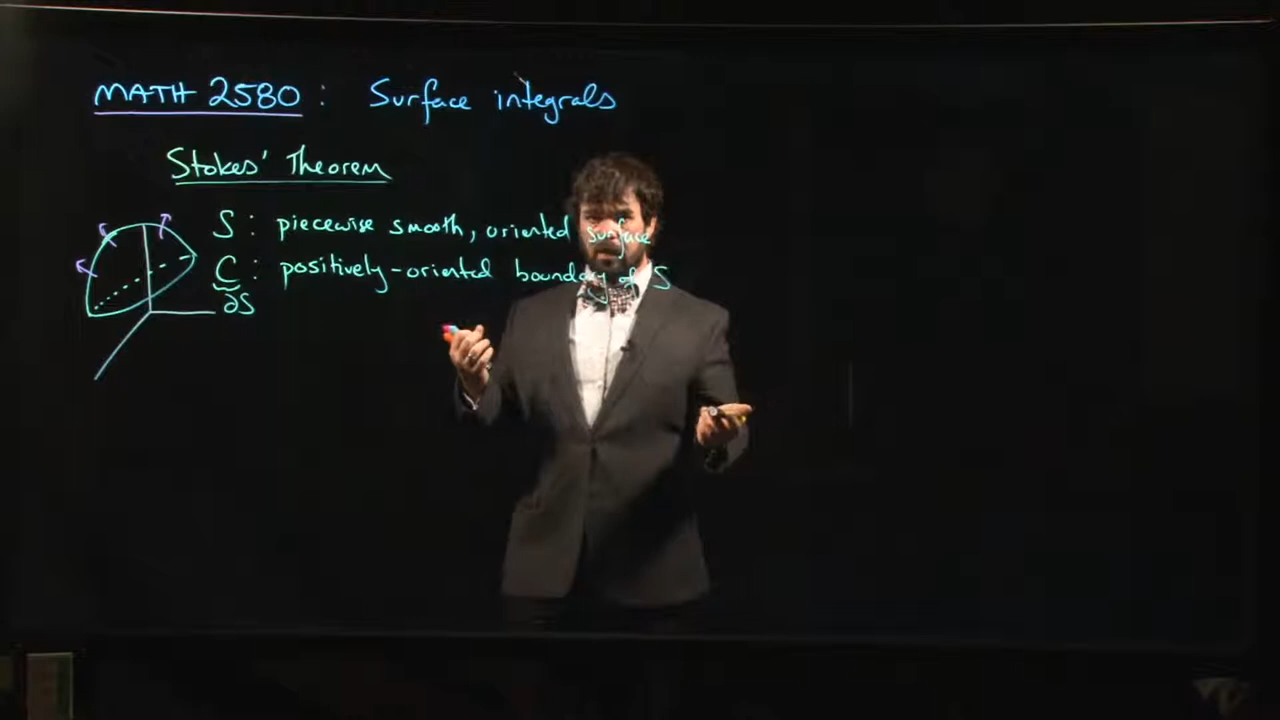 MATH 2580 : Surface integrals
Stokes' Theorem
S : piecewise smooth, oriented surface
C : positively-oriented boundary of S
∂S